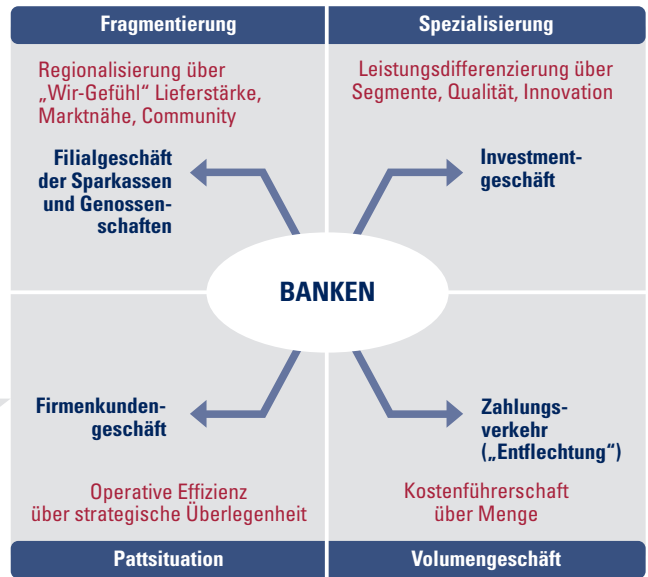 Fragmentierung
Spezialisierung
Regionalisierung über
„Wir-Gefühl“ Lieferstärke,
Marktnähe, Community
Leistungsdifferenzierung über
Segmente, Qualität, Innovation
Filialgeschäft
der Sparkassen
und Genossen-
schaften
Investment-
geschäft
BANKEN
Firmenkunden-
geschäft
Zahlungs-
verkehr
(„Entflechtung“)
Operative Effizienz
über strategische Überlegenheit
Kostenführerschaft
über Menge
Pattsituation
Volumengeschäft